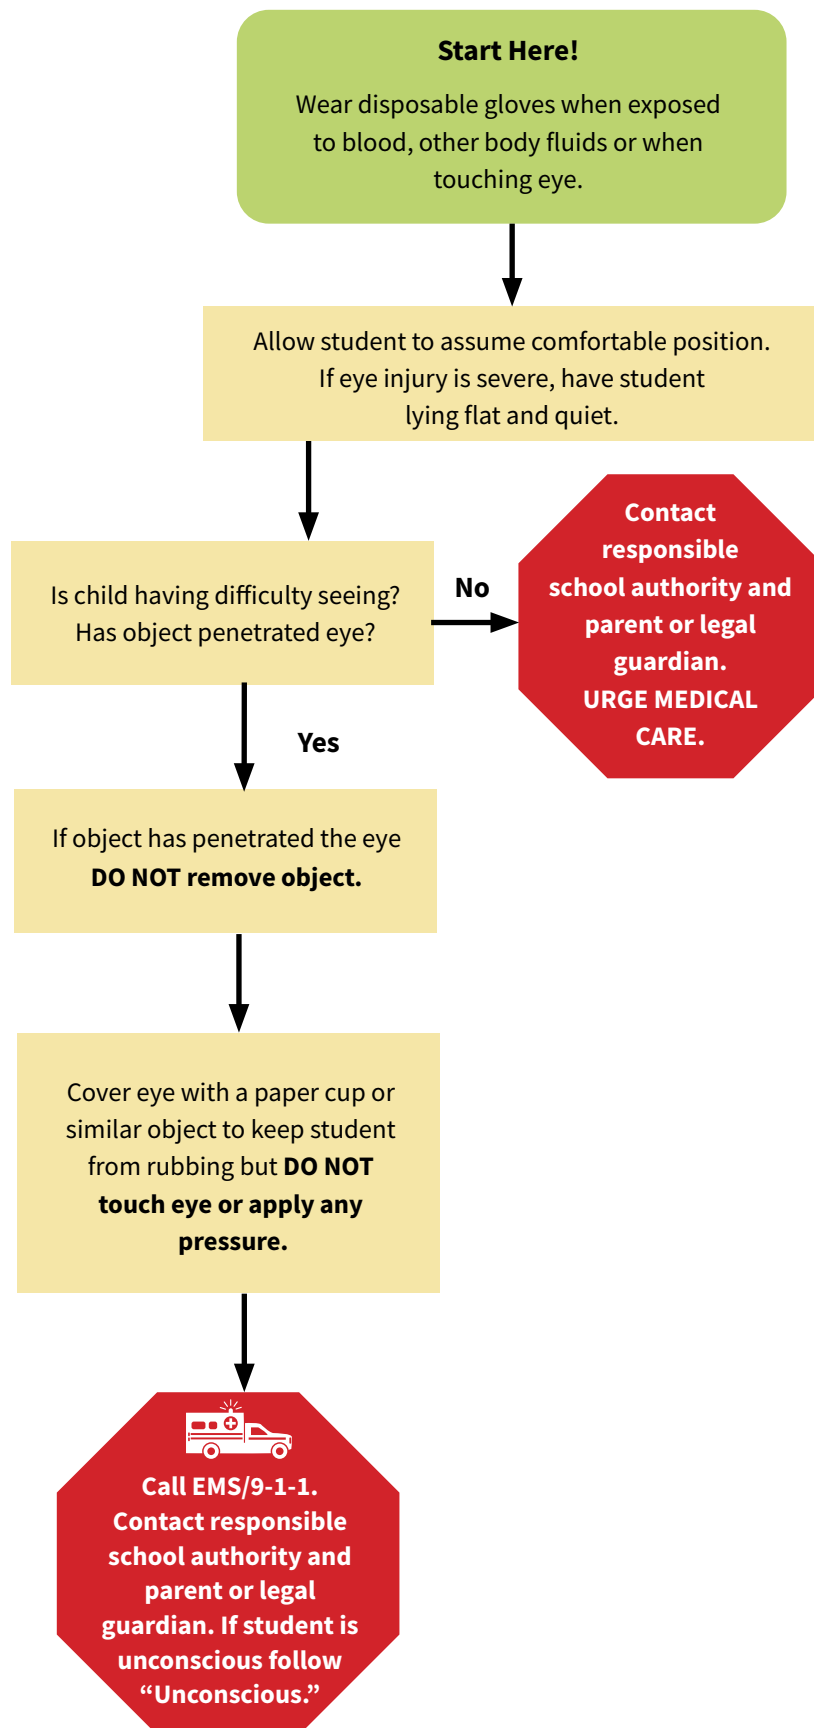 Start Here!
Wear disposable gloves when exposed
to blood, other body fluids or when
touching eye.
Allow student to assume comfortable position.
If eye injury is severe, have student
lying flat and quiet.
Is child having difficulty seeing?
Has object penetrated eye?
No
Contact
responsible
school authority and
parent or legal
guardian.
URGE MEDICAL
CARE.
Yes
If object has penetrated the eye
DO NOT remove object.
Cover eye with a paper cup or
similar object to keep student
from rubbing but DO NOT
touch eye or apply any
pressure.
Call EMS/9-1-1.
Contact responsible
school authority and
parent or legal
guardian. If student is
unconscious follow
“Unconscious.”